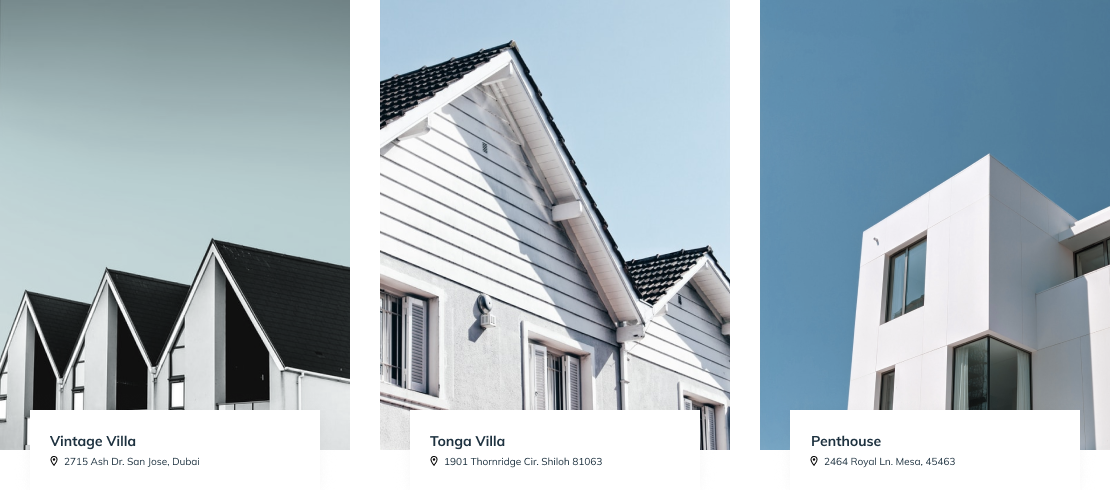 Vintage Villa
2715 Ash Dr. San Jose, Dubai
Tonga Villa
1901 Thornridge Cir. Shiloh 81063
Penthouse
2464 Royal Ln. Mesa, 45463